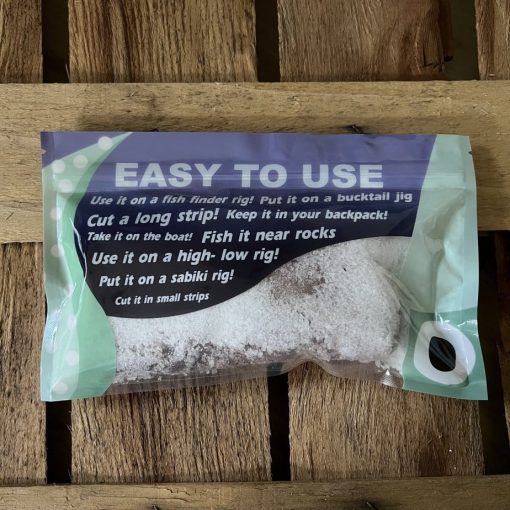 EASY TO USE
Use it on a fish finder rig! Put it on a bucktail jig
Cut a long strip! Keep it in your backpack!
Take it on the boat! Fish it near rocks
Use it on a high- low rig!
Put it on a sabiki rig!
Cut it in small strips